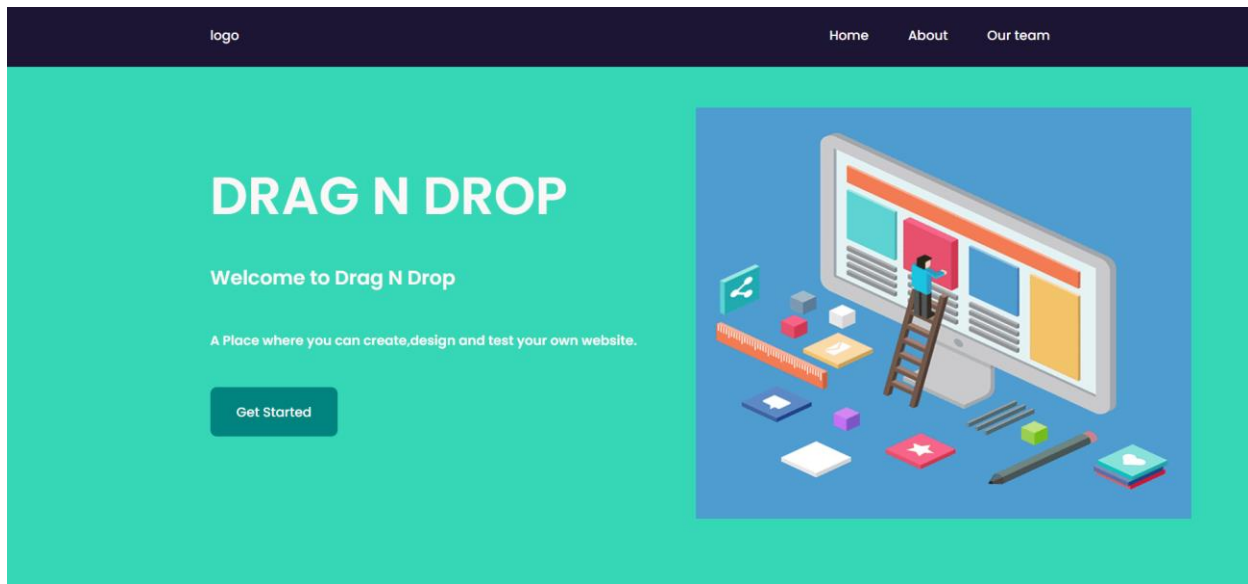 logo
Home About Our team
DRAG N DROP
Welcome to Drag N Drop
A Place where you can create,design and test your own website.
Get Started